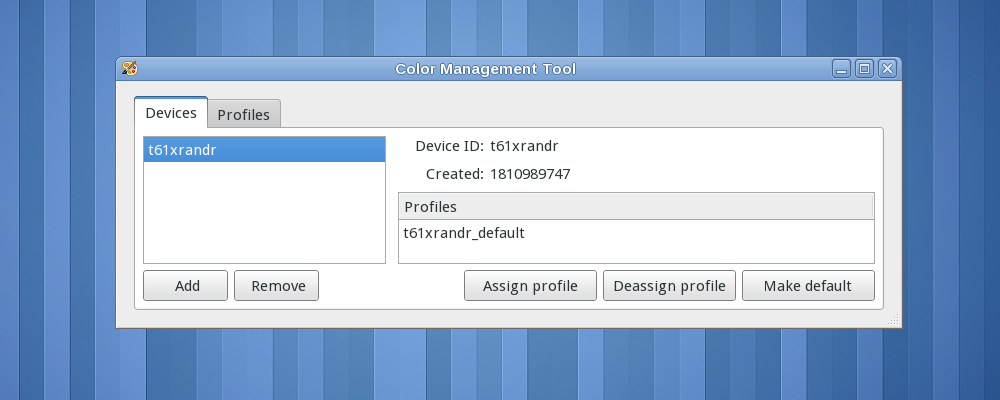 Color Management Tool
Devices
Profiles
t61xrandr
Device ID: t61xrandr
Created: 1810989747
Profiles
t61xrandr_default
Add
Remove
Assign profile
Deassign profile
Make default